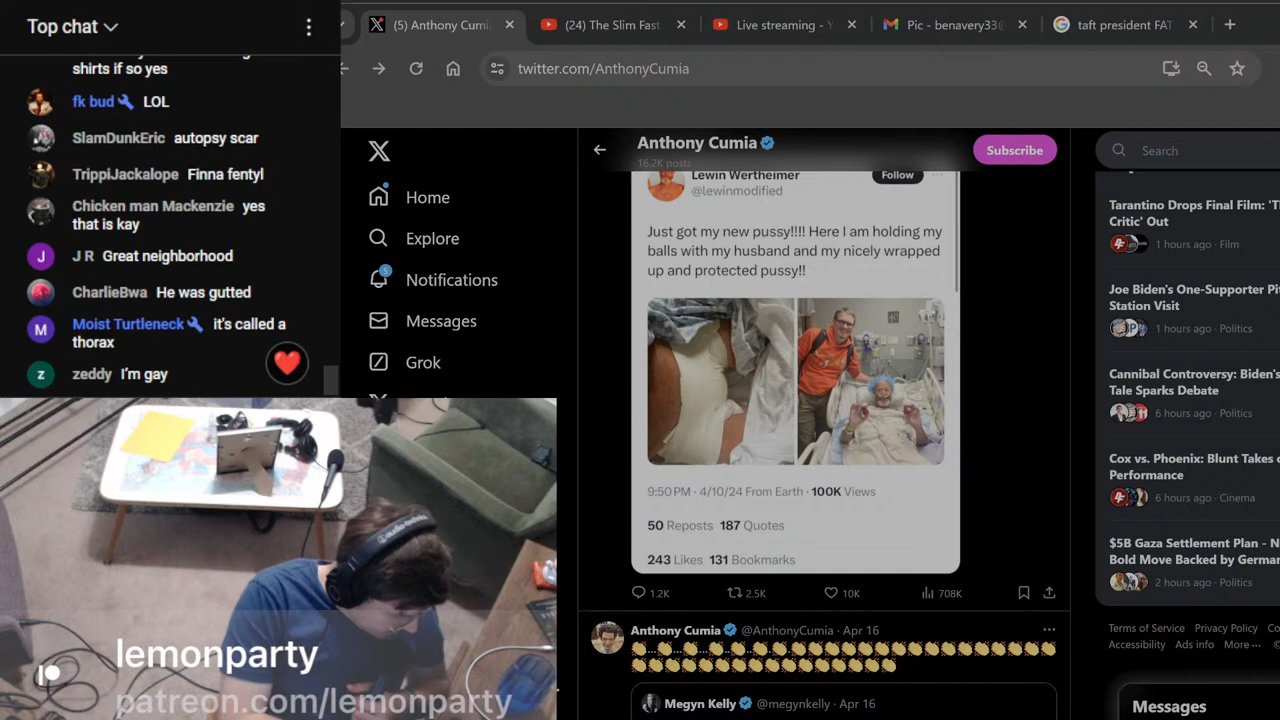 Top chat
shirts if so yes
fk bud LOL
SlamDunkEric autopsy scar
TrippiJackalope Finna fentyl
Chicken man Mackenzie yes
that is kay
J R Great neighborhood
CharlieBwa He was gutted
Moist Turtleneck it's called a
thorax
zeddy I'm gay
(5) Anthony Cumia
(24) The Slim Fast
Live streaming - Y
Pic - benavery33@
taft president FAT
twitter.com/AnthonyCumia
Home
Explore
5
Notifications
Messages
Grok
Anthony Cumia
16.2K posts
Subscribe
Lewin Wertheimer
@lewinmodified
Follow
Just got my new pussy!!!! Here I am holding my
balls with my husband and my nicely wrapped
up and protected pussy!!
9:50 PM · 4/10/24 From Earth · 100K Views
50 Reposts 187 Quotes
243 Likes 131 Bookmarks
1.2K 2.5K 10K 708K
Anthony Cumia @AnthonyCumia · Apr 16
Megyn Kelly @megynkelly · Apr 16
Search
Tarantino Drops Final Film: 'T
Critic' Out
1 hours ago · Film
Joe Biden's One-Supporter Pit
Station Visit
1 hours ago · Politics
Cannibal Controversy: Biden's
Tale Sparks Debate
6 hours ago · Politics
Cox vs. Phoenix: Blunt Takes o
Performance
6 hours ago · Cinema
$5B Gaza Settlement Plan - N
Bold Move Backed by German
2 hours ago · Politics
Terms of Service Privacy Policy Co
Accessibility Ads info More ···
Messages
lemonparty
patreon.com/lemonparty